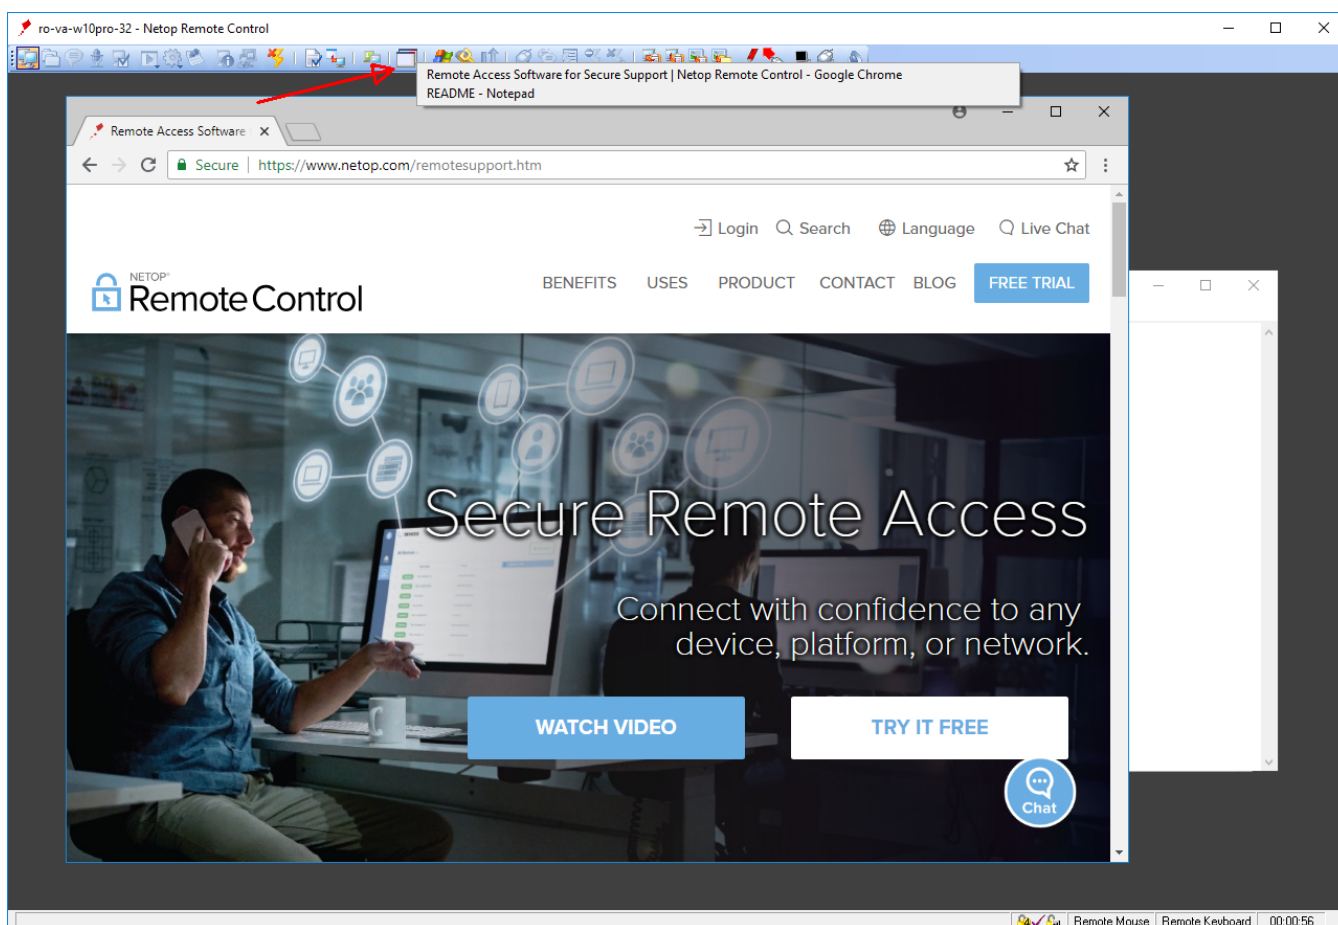 ro-va-w10pro-32 - Netop Remote Control
Remote Access Software for Secure Support | Netop Remote Control - Google Chrome
README - Notepad
Remote Access Software
Secure
https://www.netop.com/remotesupport.htm
Login Search Language Live Chat
NETOP®
Remote Control
BENEFITS USES PRODUCT CONTACT BLOG FREE TRIAL
Secure Remote Access
Connect with confidence to any
device, platform, or network.
WATCH VIDEO TRY IT FREE
Chat
Remote Mouse Remote Keyboard 00:00:56